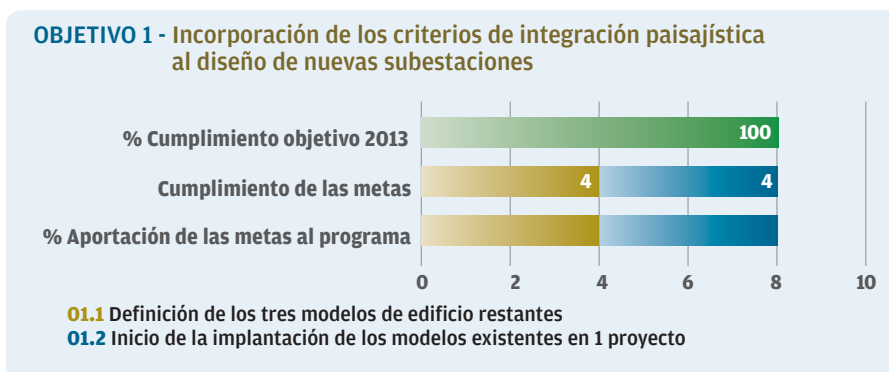 OBJETIVO 1 - Incorporación de los criterios de integración paisajística
al diseño de nuevas subestaciones
% Cumplimiento objetivo 2013 100
Cumplimiento de las metas 4 4
% Aportación de las metas al programa
0 2 4 6 8 10
01.1 Definición de los tres modelos de edificio restantes
01.2 Inicio de la implantación de los modelos existentes en 1 proyecto